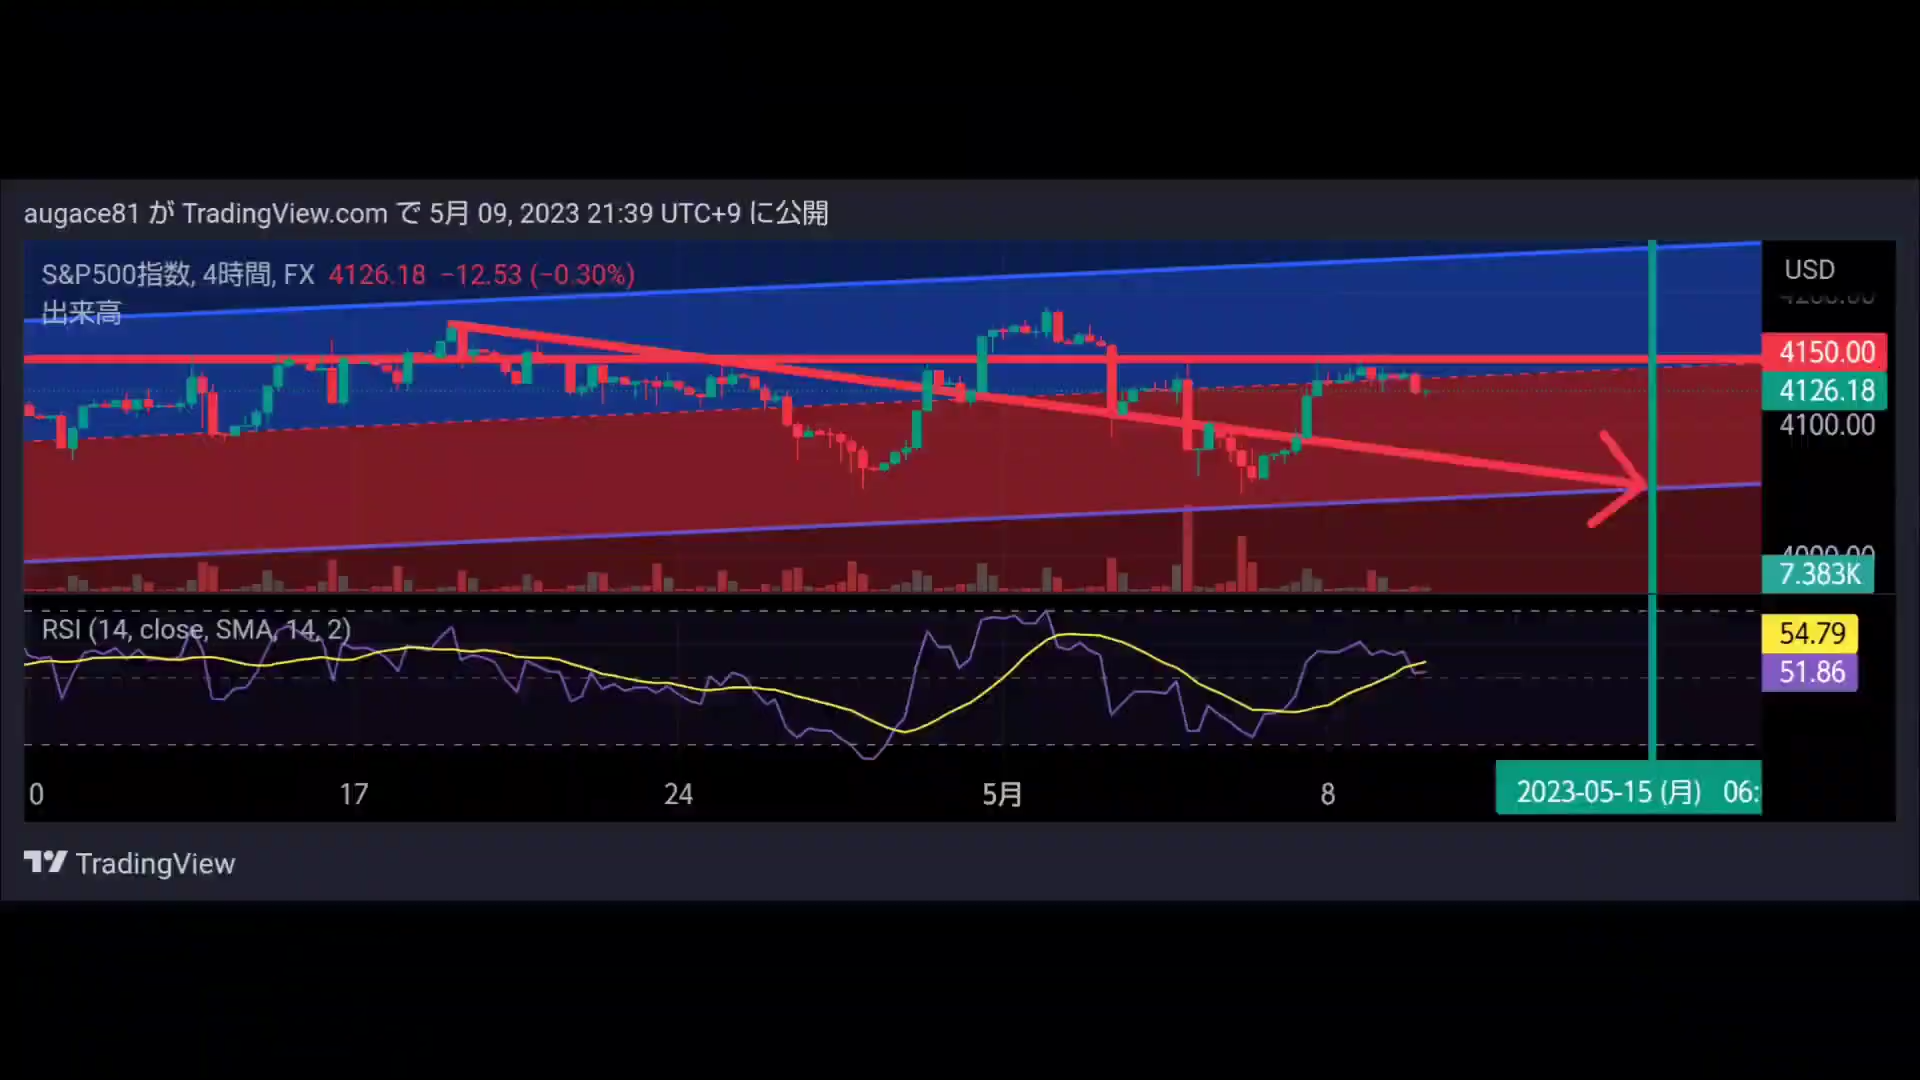 augace81 が TradingView.com で 5月 09, 2023 21:39 UTC+9 に公開
S&P500指数, 4時間, FX 4126.18 −12.53 (−0.30%)
出来高
USD
4150.00
4126.18
4100.00
7.383K
RSI (14, close, SMA, 14, 2)
54.79
51.86
0 17 24 5月 8 2023-05-15 (月) 06:
TradingView